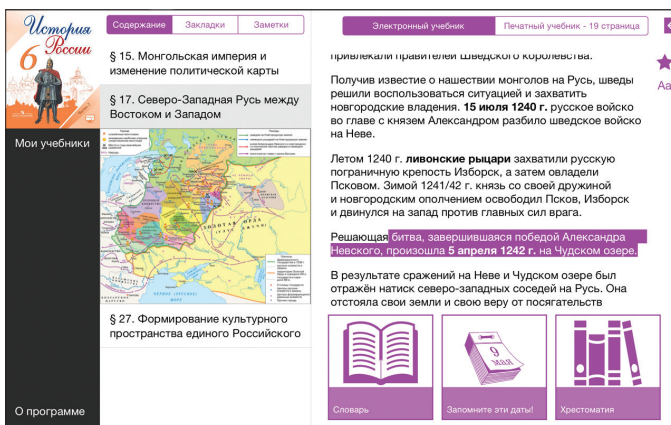 История
России
6
Мои учебники
О программе
Содержание
Закладки
Заметки
§ 15. Монгольская империя и
изменение политической карты
§ 17. Северо-Западная Русь между
Востоком и Западом
ЗОЛОТАЯ ОРДА
§ 27. Формирование культурного
пространства единого Российского
Электронный учебник
Печатный учебник - 19 страница
Aa
привлекали правителей Шведского королевства.
Получив известие о нашествии монголов на Русь, шведы
решили воспользоваться ситуацией и захватить
новгородские владения. 15 июля 1240 г. русское войско
во главе с князем Александром разбило шведское войско
на Неве.
Летом 1240 г. ливонские рыцари захватили русскую
пограничную крепость Изборск, а затем овладели
Псковом. Зимой 1241/42 г. князь со своей дружиной
и новгородским ополчением освободил Псков, Изборск
и двинулся на запад против главных сил врага.
Решающая битва, завершившаяся победой Александра
Невского, произошла 5 апреля 1242 г. на Чудском озере.
В результате сражений на Неве и Чудском озере был
отражён натиск северо-западных соседей на Русь. Она
отстояла свои земли и свою веру от посягательств
9
мая
Словарь
Запомните эти даты!
Хрестоматия